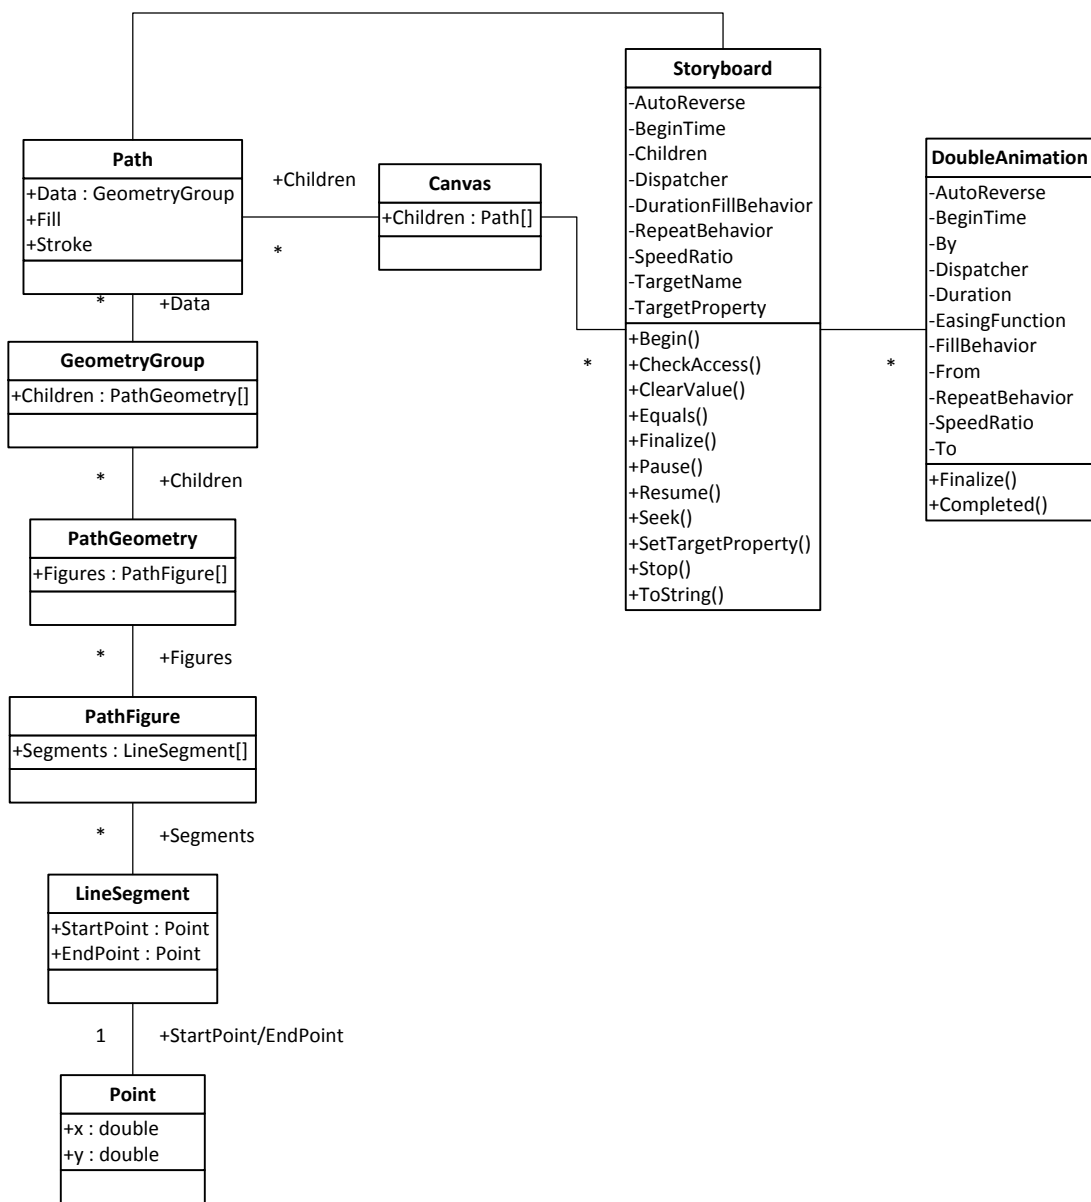 Path
+Data : GeometryGroup
+Fill
+Stroke
*
+Data
GeometryGroup
+Children : PathGeometry[]
*
+Children
PathGeometry
+Figures : PathFigure[]
*
+Figures
PathFigure
+Segments : LineSegment[]
*
+Segments
LineSegment
+StartPoint : Point
+EndPoint : Point
1
+StartPoint/EndPoint
Point
+x : double
+y : double
+Children
*
Canvas
+Children : Path[]
*
Storyboard
-AutoReverse
-BeginTime
-Children
-Dispatcher
-DurationFillBehavior
-RepeatBehavior
-SpeedRatio
-TargetName
-TargetProperty
+Begin()
+CheckAccess()
+ClearValue()
+Equals()
+Finalize()
+Pause()
+Resume()
+Seek()
+SetTargetProperty()
+Stop()
+ToString()
*
DoubleAnimation
-AutoReverse
-BeginTime
-By
-Dispatcher
-Duration
-EasingFunction
-FillBehavior
-From
-RepeatBehavior
-SpeedRatio
-To
+Finalize()
+Completed()